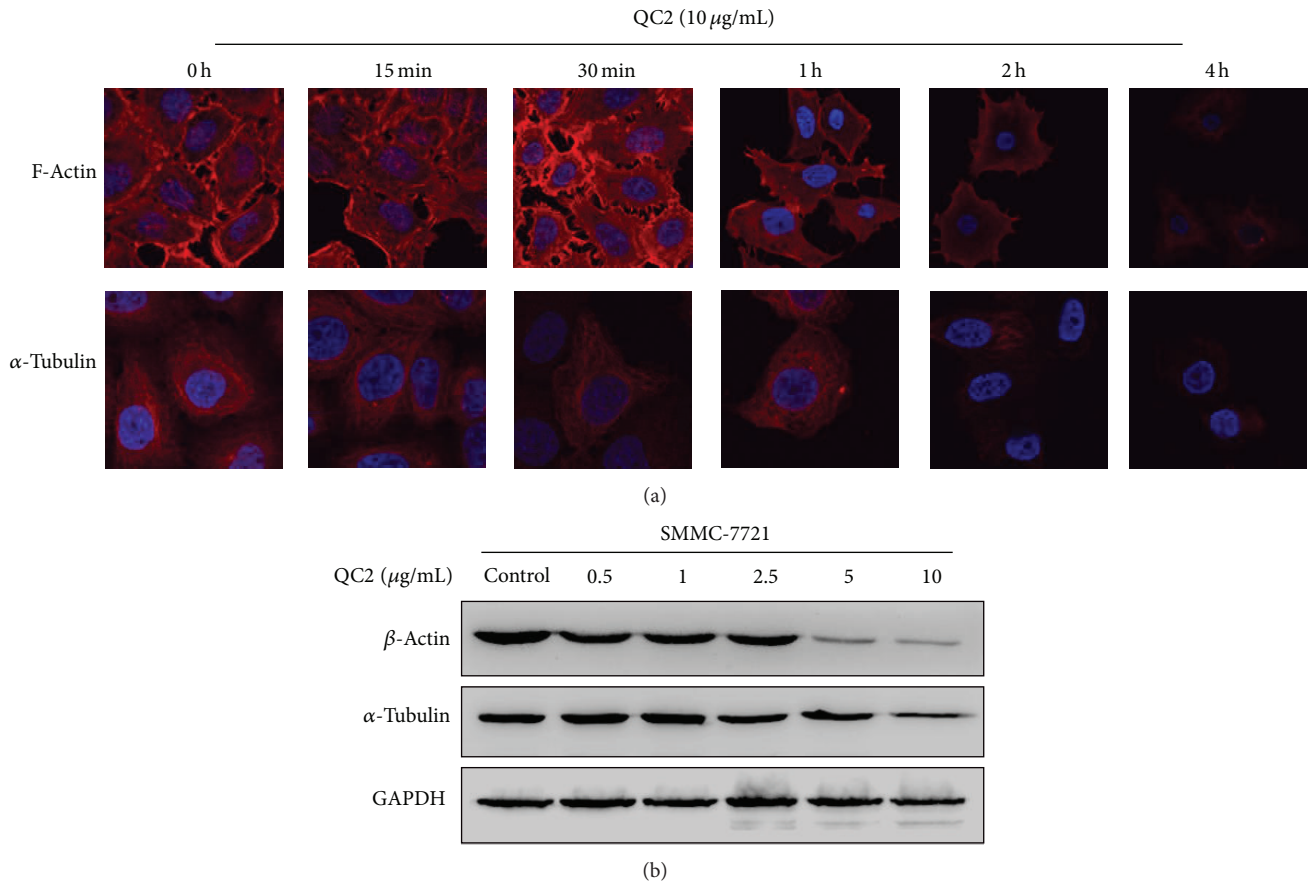 QC2 (10 μg/mL)
0 h 15 min 30 min 1 h 2 h 4 h
F-Actin
α-Tubulin
(a)
SMMC-7721
QC2 (μg/mL) Control 0.5 1 2.5 5 10
β-Actin
α-Tubulin
GAPDH
(b)